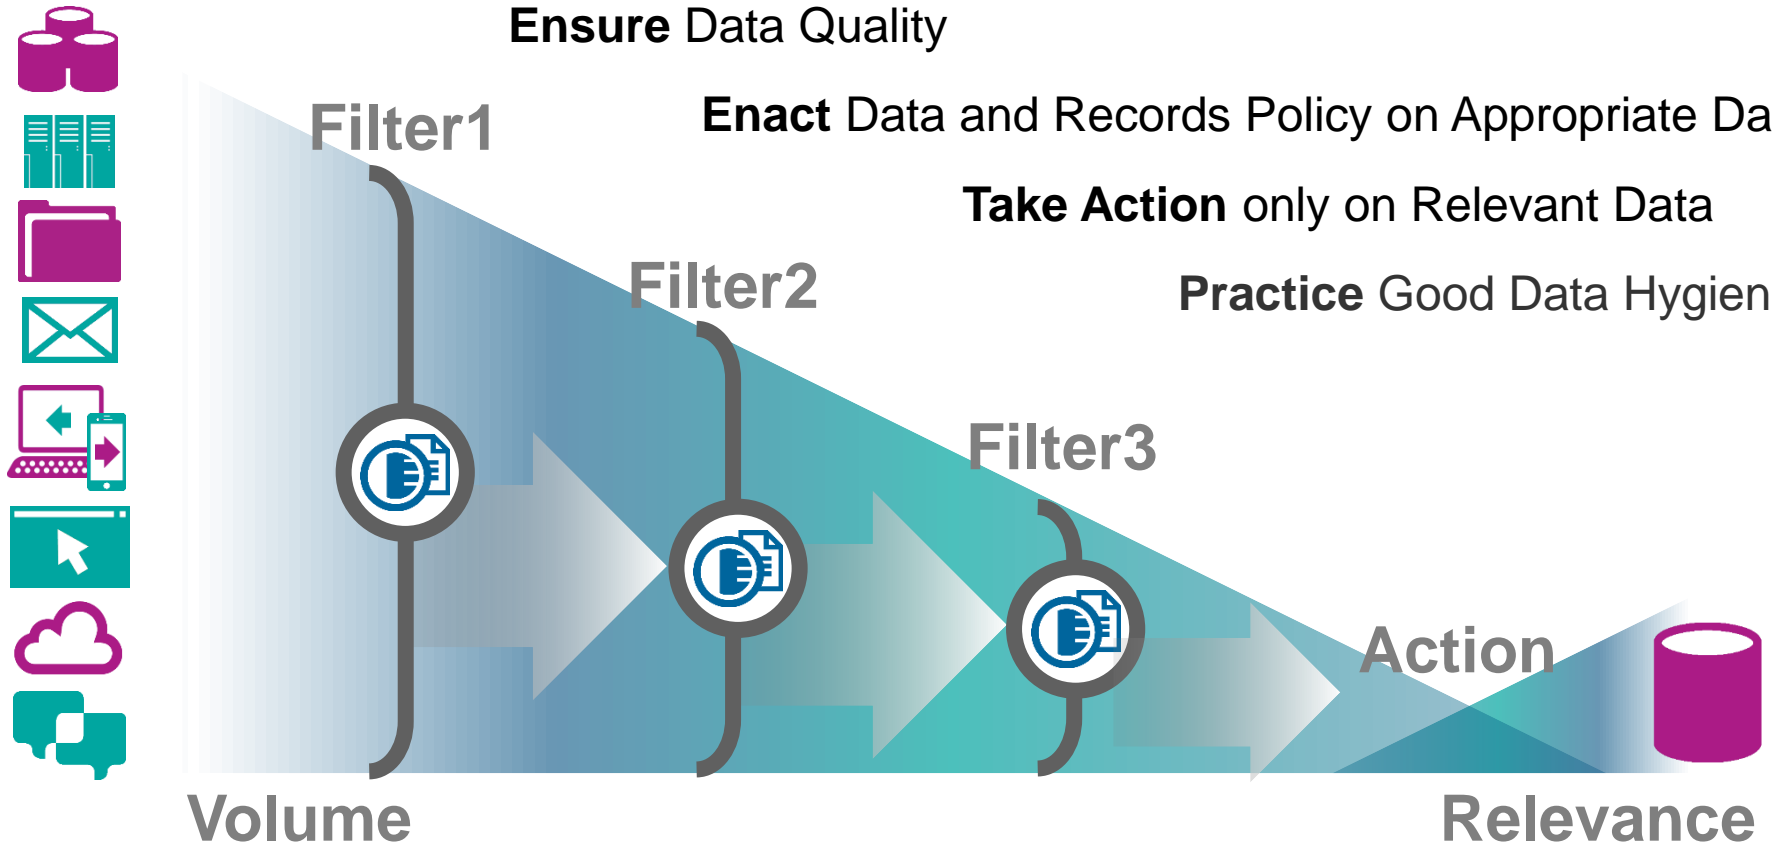 Ensure Data Quality
Filter1
Enact Data and Records Policy on Appropriate Da
Take Action only on Relevant Data
Filter2
Practice Good Data Hygien
Filter3
Action
Volume
Relevance